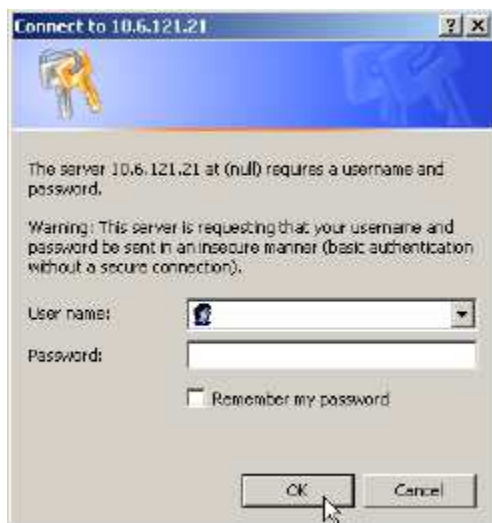 Connect to 10.6.121.21
The server 10.6.121.21 at (null) requires a username and
password.
Warning: This server is requesting that your username and
password be sent in an insecure manner (basic authentication
without a secure connection).
User name:
Password:
Remember my password
OK
Cancel